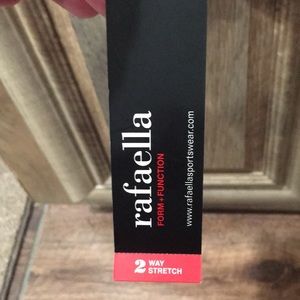 rafaella
FORM + FUNCTION
www.rafaellasportswear.com
2 WAY
STRETCH